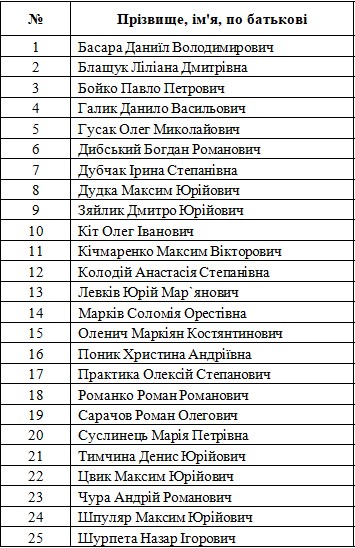 № Прізвище, ім'я, по батькові
1 Басара Даниїл Володимирович
2 Блащук Ліліана Дмитрівна
3 Бойко Павло Петрович
4 Галик Данило Васильович
5 Гусак Олег Миколайович
6 Дибський Богдан Романович
7 Дубчак Ірина Степанівна
8 Дудка Максим Юрійович
9 Зяйлик Дмитро Юрійович
10 Кіт Олег Іванович
11 Кічмаренко Максим Вікторович
12 Колодій Анастасія Степанівна
13 Левків Юрій Мар`янович
14 Марків Соломія Орестівна
15 Оленич Маркіян Костянтинович
16 Поник Христина Андріївна
17 Практика Олексій Степанович
18 Романко Роман Романович
19 Сарачов Роман Олегович
20 Суслинець Марія Петрівна
21 Тимчина Денис Юрійович
22 Цвик Максим Юрійович
23 Чура Андрій Романович
24 Шпуляр Максим Юрійович
25 Шурпета Назар Ігорович